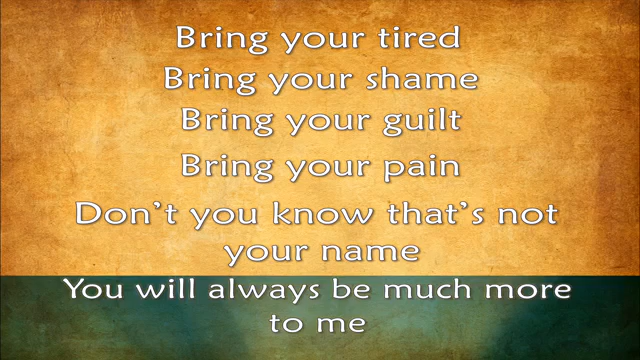 Bring your tired
Bring your shame
Bring your guilt
Bring your pain
Don’t you know that’s not
your name
You will always be much more
to me